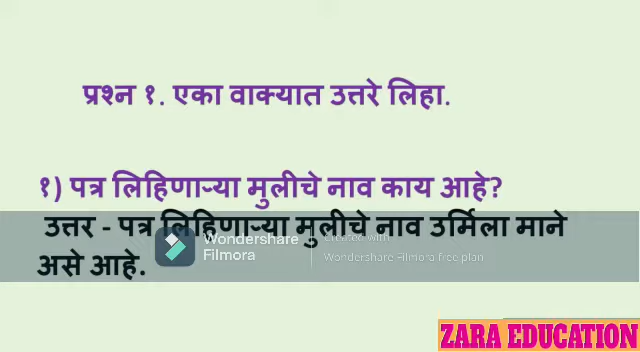 प्रश्न १. एका वाक्यात उत्तरे लिहा.
१) पत्र लिहिणाऱ्या मुलीचे नाव काय आहे?
उत्तर - पत्र लिहिणाऱ्या मुलीचे नाव उर्मिला माने
असे आहे.
Wondershare
Filmora
Created with
Wondershare Filmora free plan
ZARA EDUCATION